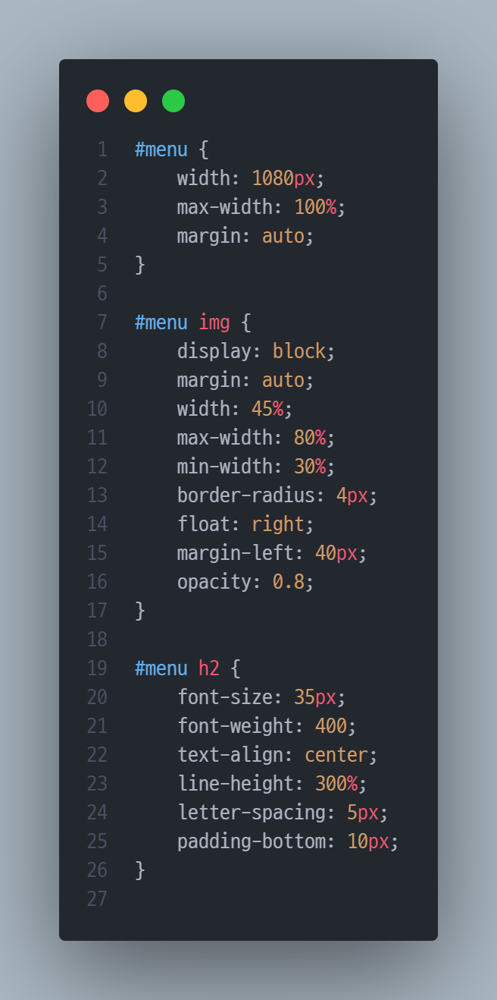 1 #menu {
2     width: 1080px;
3     max-width: 100%;
4     margin: auto;
5 }
6
7 #menu img {
8     display: block;
9     margin: auto;
10     width: 45%;
11     max-width: 80%;
12     min-width: 30%;
13     border-radius: 4px;
14     float: right;
15     margin-left: 40px;
16     opacity: 0.8;
17 }
18
19 #menu h2 {
20     font-size: 35px;
21     font-weight: 400;
22     text-align: center;
23     line-height: 300%;
24     letter-spacing: 5px;
25     padding-bottom: 10px;
26 }
27